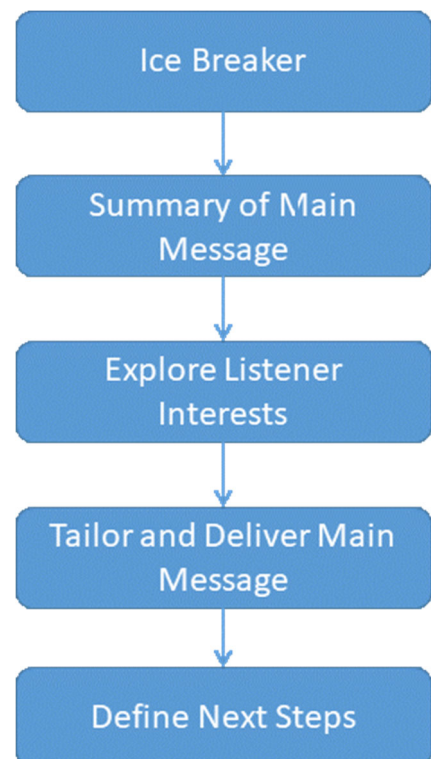 Ice Breaker
Summary of Main
Message
Explore Listener
Interests
Tailor and Deliver Main
Message
Define Next Steps